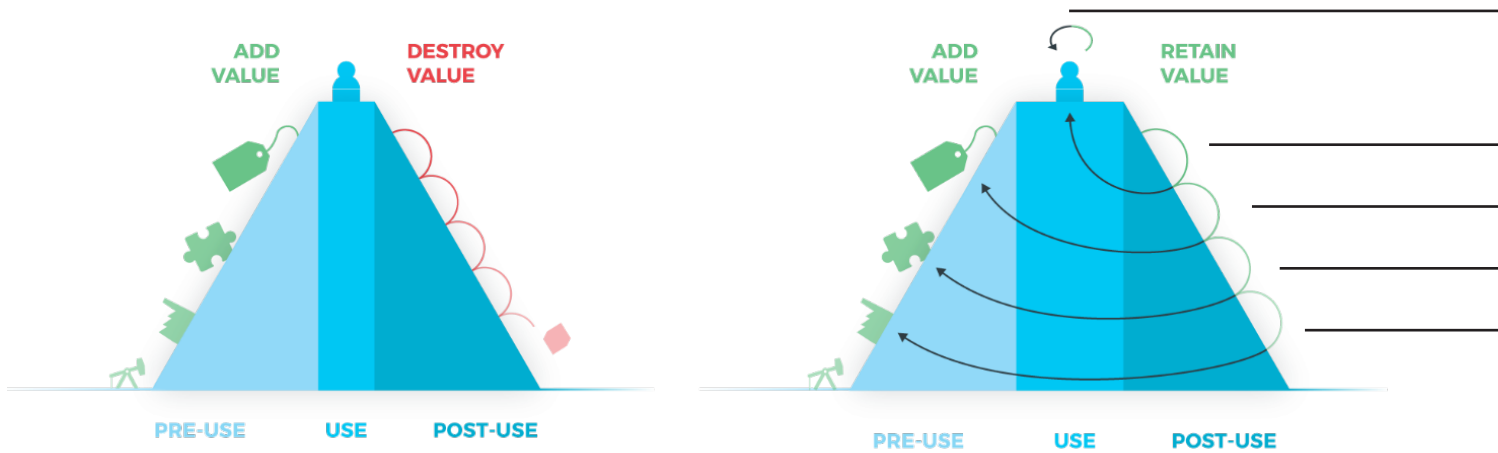 ADD
VALUE
DESTROY
VALUE
PRE-USE
USE
POST-USE
ADD
VALUE
RETAIN
VALUE
PRE-USE
USE
POST-USE